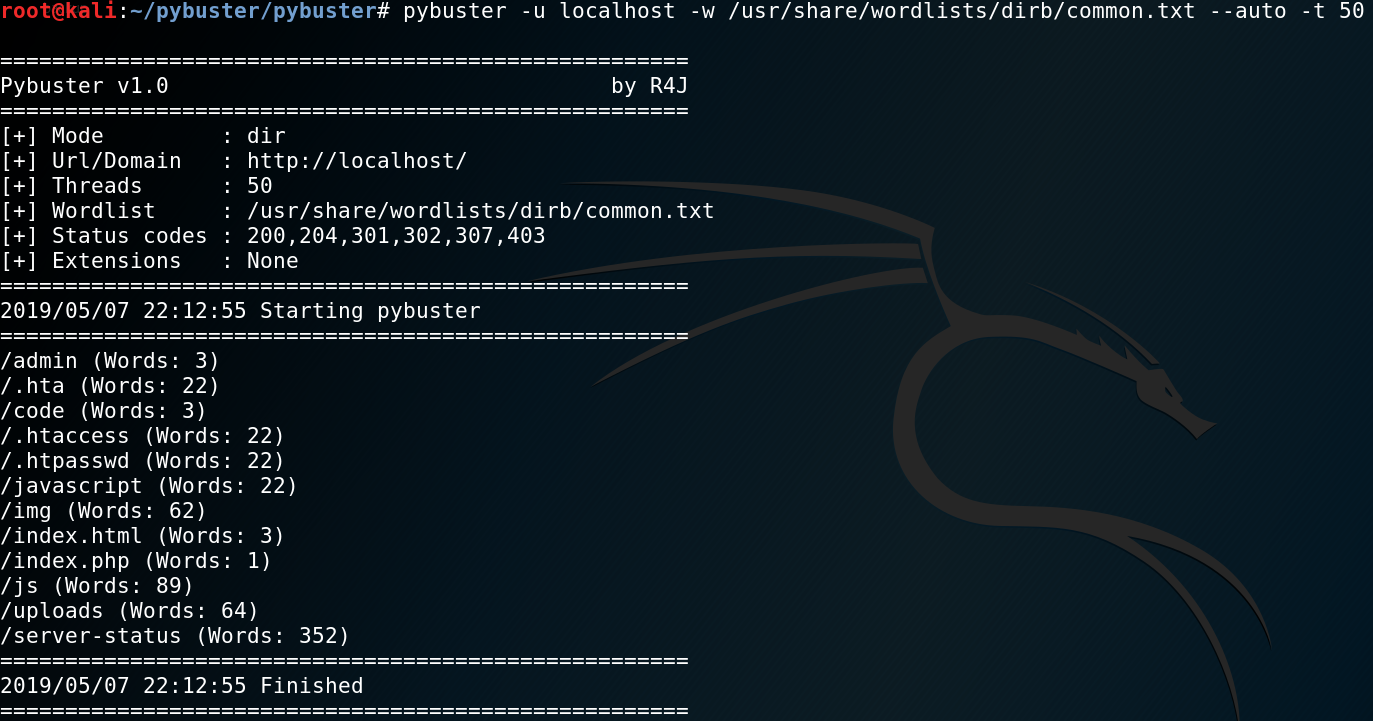 root@kali:~/pybuster/pybuster# pybuster -u localhost -w /usr/share/wordlists/dirb/common.txt --auto -t 50
=====================================================
Pybuster v1.0                                  by R4J
=====================================================
[+] Mode         : dir
[+] Url/Domain   : http://localhost/
[+] Threads      : 50
[+] Wordlist     : /usr/share/wordlists/dirb/common.txt
[+] Status codes : 200,204,301,302,307,403
[+] Extensions   : None
=====================================================
2019/05/07 22:12:55 Starting pybuster
=====================================================
/admin (Words: 3)
/.hta (Words: 22)
/code (Words: 3)
/.htaccess (Words: 22)
/.htpasswd (Words: 22)
/javascript (Words: 22)
/img (Words: 62)
/index.html (Words: 3)
/index.php (Words: 1)
/js (Words: 89)
/uploads (Words: 64)
/server-status (Words: 352)
=====================================================
2019/05/07 22:12:55 Finished
=====================================================